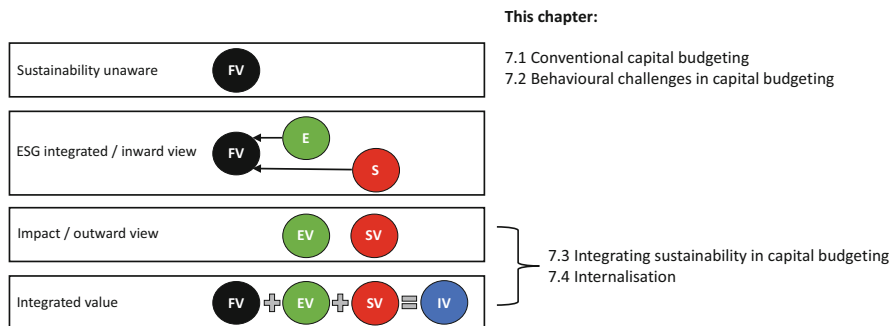 This chapter:
7.1 Conventional capital budgeting
7.2 Behavioural challenges in capital budgeting
Sustainability unaware
FV
ESG integrated / inward view
FV
E
S
Impact / outward view
EV
SV
7.3 Integrating sustainability in capital budgeting
7.4 Internalisation
Integrated value
FV + EV + SV = IV